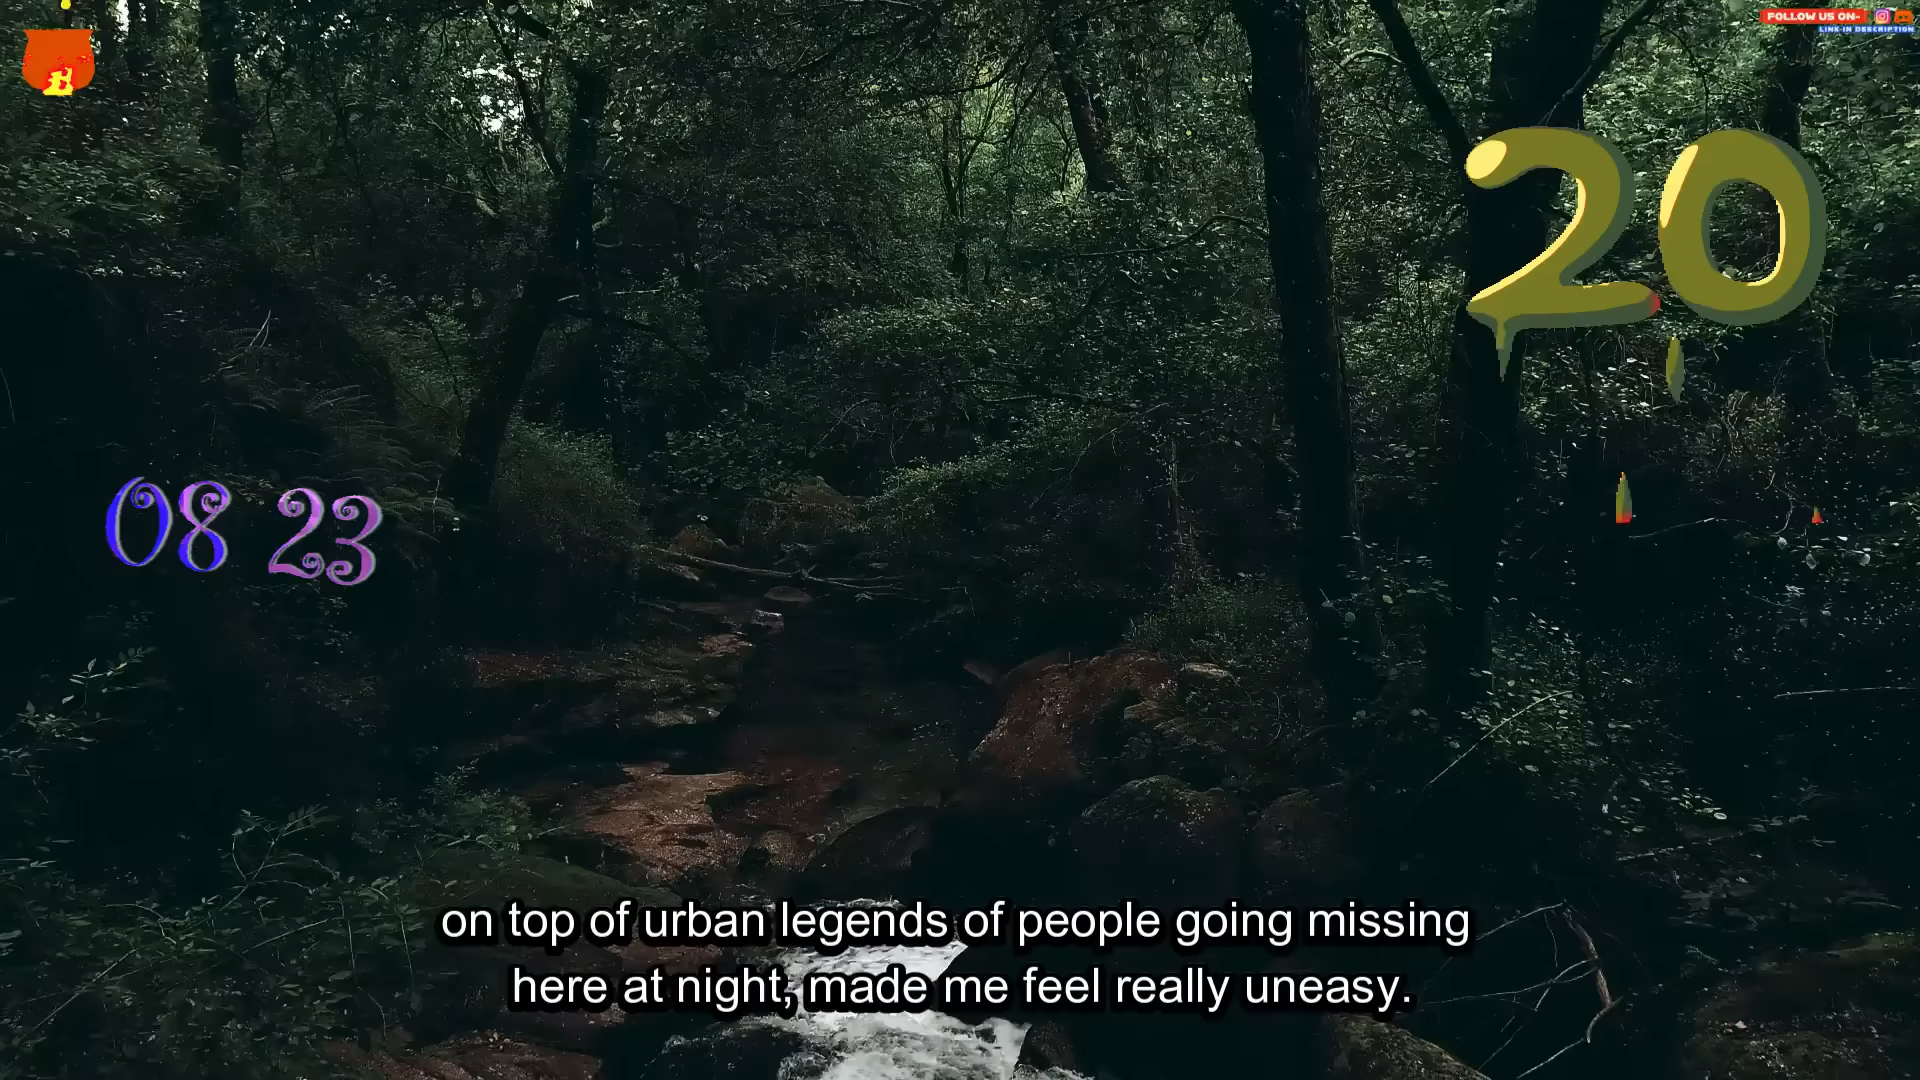 FOLLOW US ON-
LINK IN DESCRIPTION
H
20
08 23
on top of urban legends of people going missing
here at night, made me feel really uneasy.